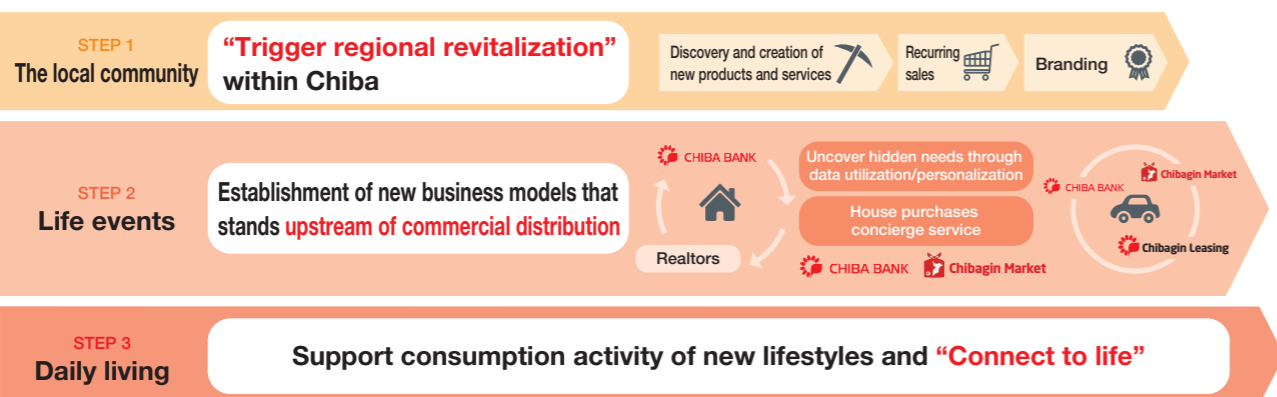 STEP 1
The local community
“Trigger regional revitalization”
within Chiba
Discovery and creation of
new products and services
Recurring
sales
Branding
STEP 2
Life events
Establishment of new business models that
stands upstream of commercial distribution
CHIBA BANK
Realtors
Uncover hidden needs through
data utilization/personalization
House purchases
concierge service
CHIBA BANK
Chibagin Market
CHIBA BANK
Chibagin Market
Chibagin Leasing
STEP 3
Daily living
Support consumption activity of new lifestyles and “Connect to life”